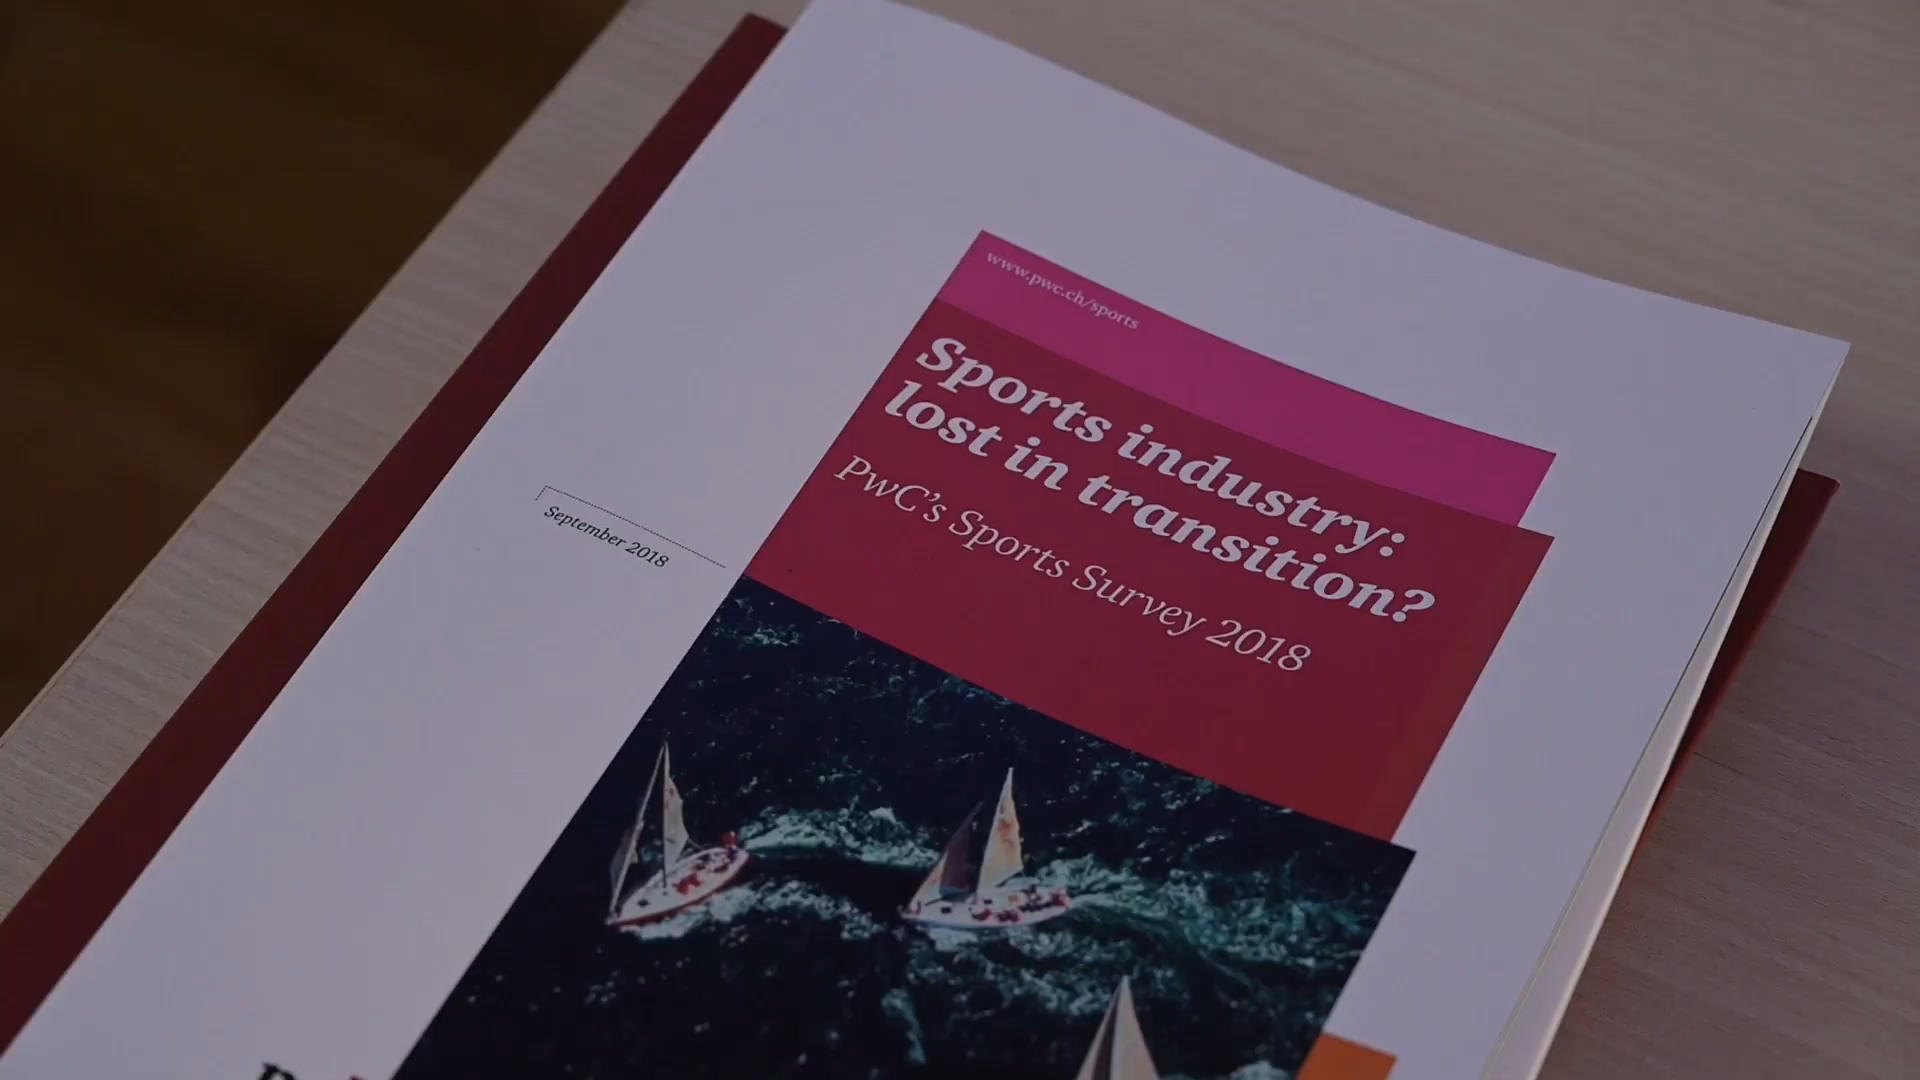 www.pwc.ch/sports
Sports industry:
lost in transition?
PwC's Sports Survey 2018
September 2018